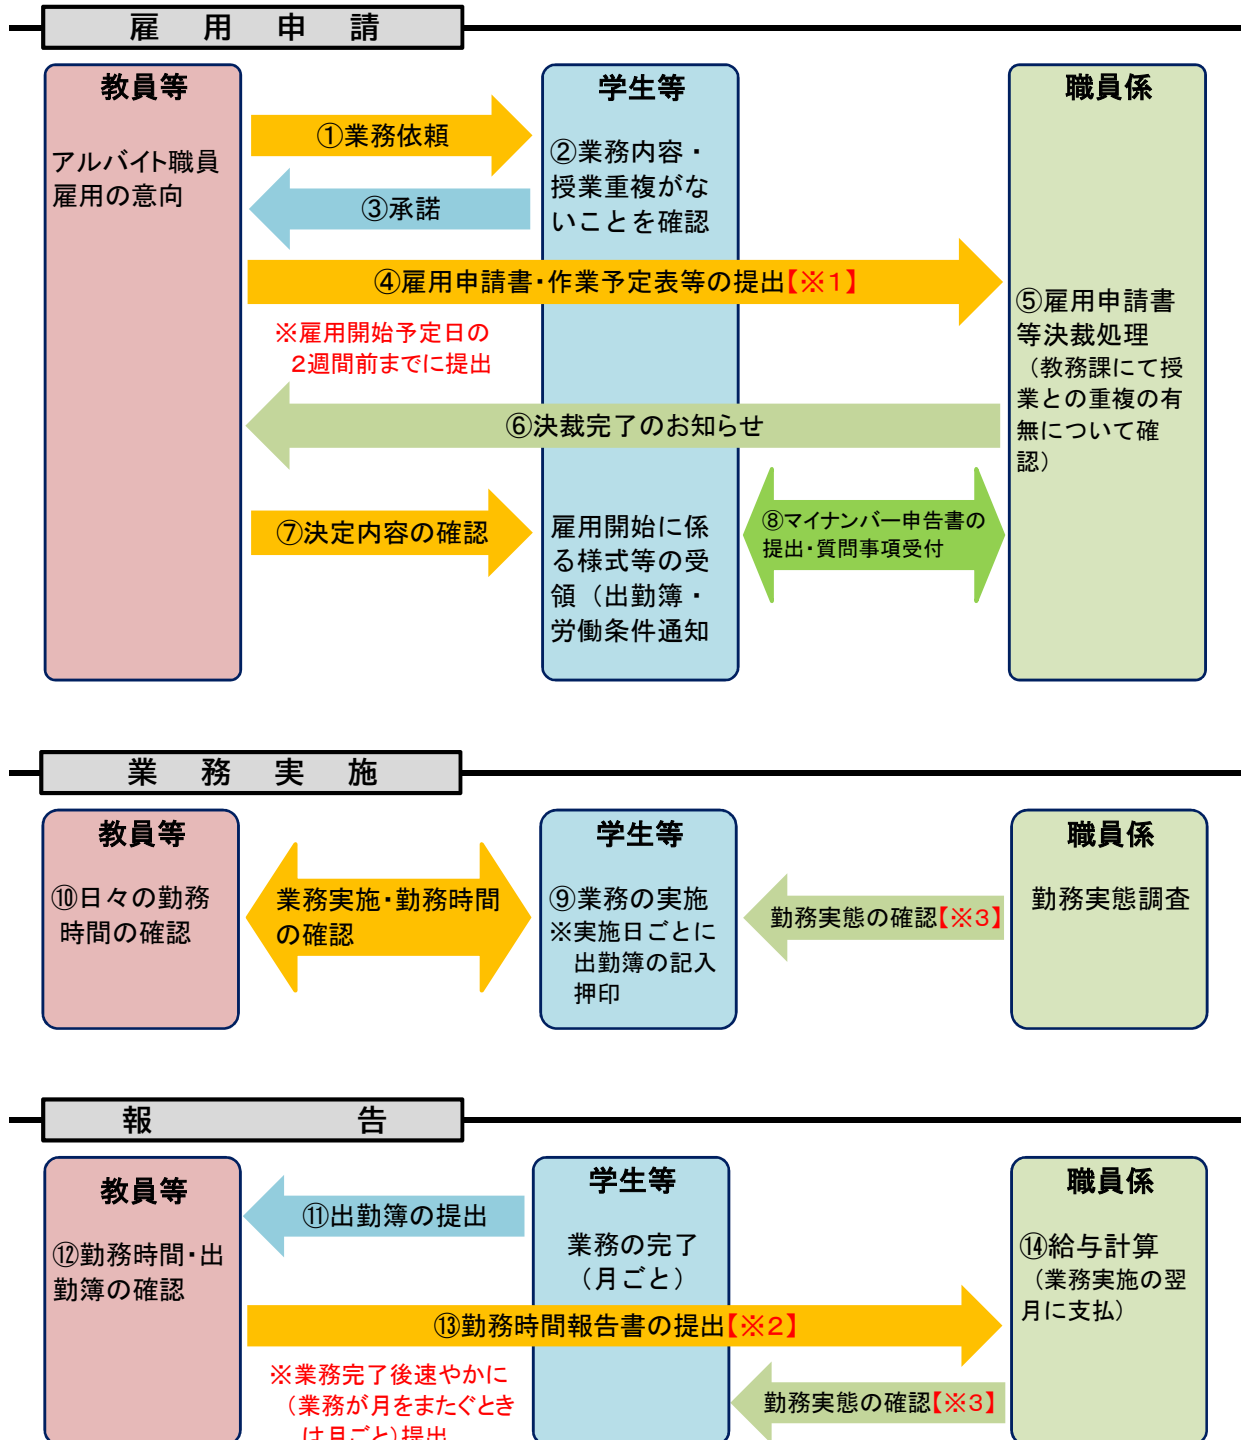 雇用申請
教員等
アルバイト職員
雇用の意向
①業務依頼
③承諾
学生等
②業務内容・
授業重複がな
いことを確認
職員係
④雇用申請書・作業予定表等の提出【※1】
※雇用開始予定日の
2週間前までに提出
⑤雇用申請書
等決裁処理
（教務課にて授
業との重複の有
無について確
認）
⑥決裁完了のお知らせ
⑦決定内容の確認
雇用開始に係
る様式等の受
領（出勤簿・
労働条件通知
⑧マイナンバー申告書の
提出・質問事項受付
業務実施
教員等
⑩日々の勤務
時間の確認
業務実施・勤務時間
の確認
学生等
⑨業務の実施
※実施日ごとに
出勤簿の記入
押印
勤務実態の確認【※3】
職員係
勤務実態調査
報告
教員等
⑫勤務時間・出
勤簿の確認
⑪出勤簿の提出
学生等
業務の完了
（月ごと）
職員係
⑭給与計算
（業務実施の翌
月に支払）
⑬勤務時間報告書の提出【※2】
※業務完了後速やかに
（業務が月をまたぐとき
は月ごと）提出
勤務実態の確認【※3】